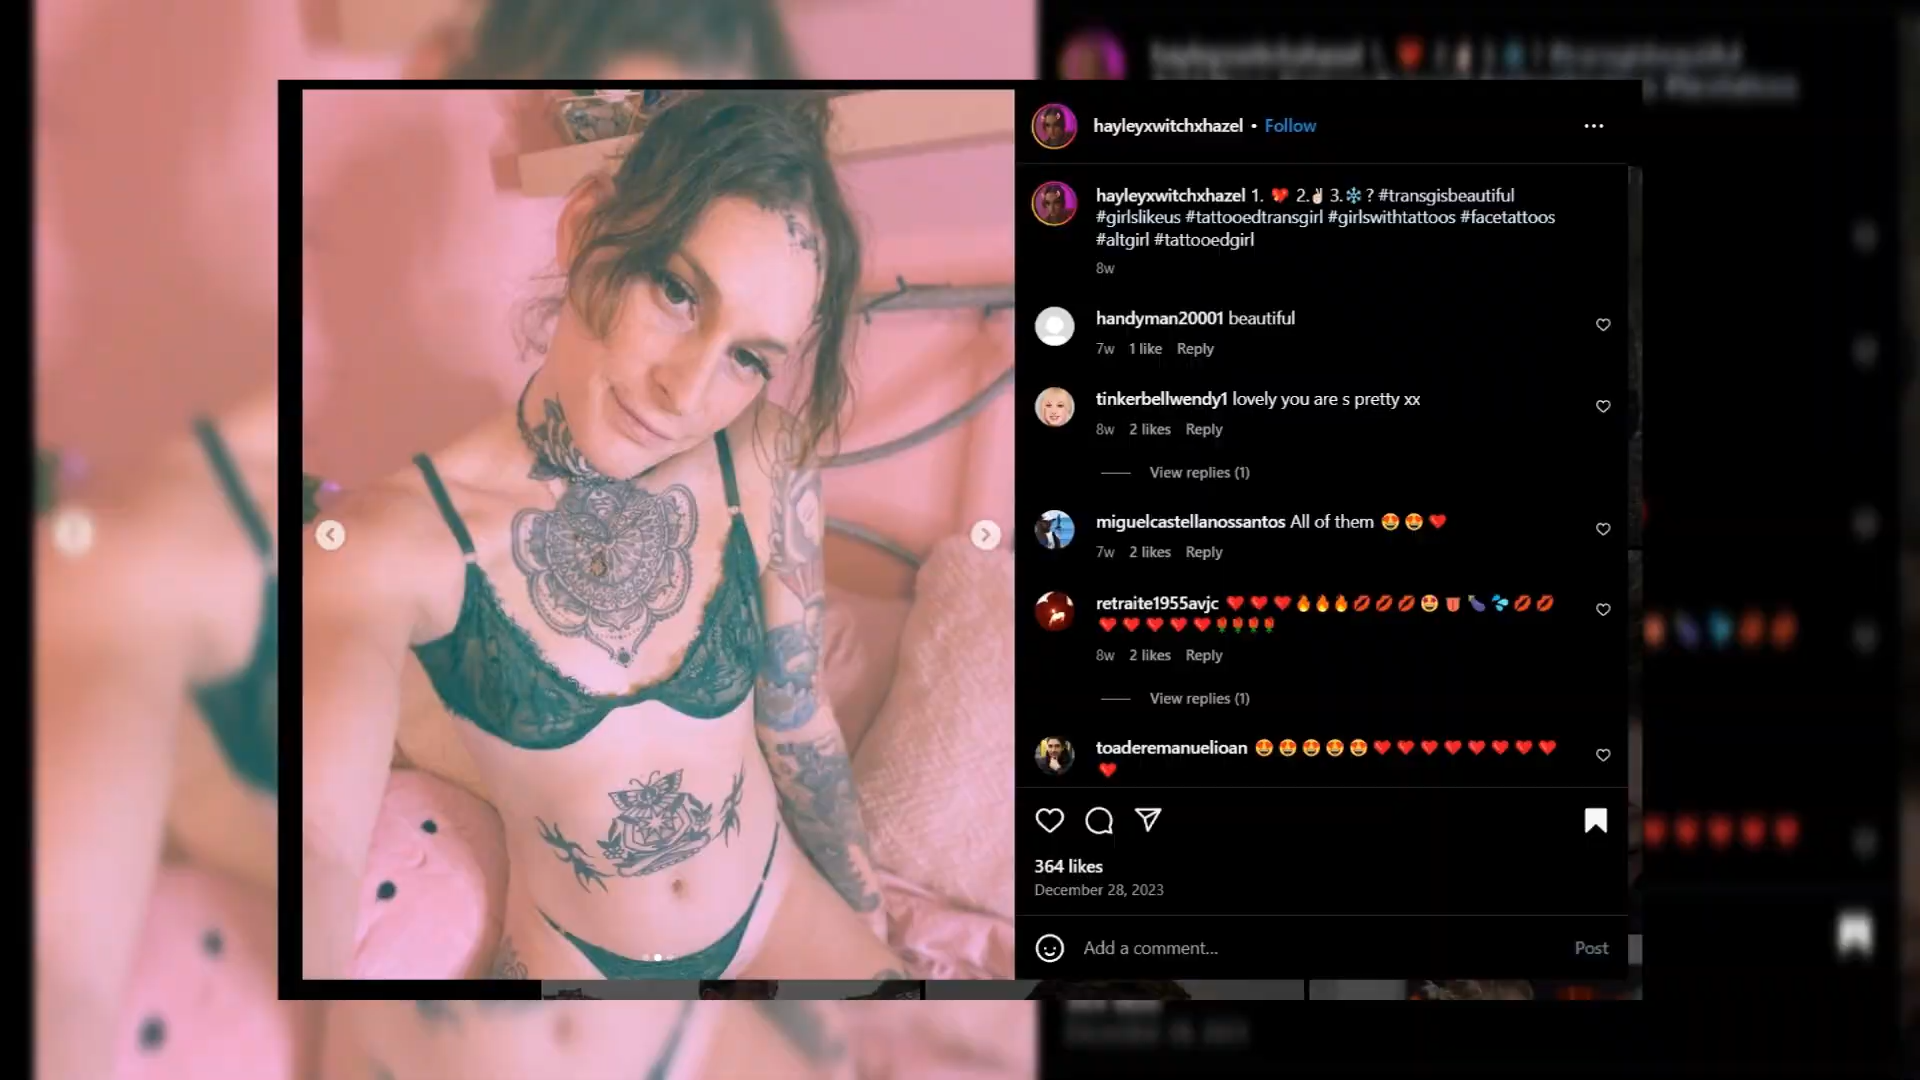 hayleyxwitchxhazel • Follow
hayleyxwitchxhazel 1. ❤️ 2.✌🏻 3.❄️ ? #transgisbeautiful
#girlslikeus #tattooedtransgirl #girlswithtattoos #facetattoos
#altgirl #tattooedgirl
8w
handyman20001 beautiful
7w 1 like Reply
tinkerbellwendy1 lovely you are s pretty xx
8w 2 likes Reply
View replies (1)
miguelcastellanossantos All of them 😍😍❤️
7w 2 likes Reply
retraite1955avjc ❤️❤️❤️🔥🔥🔥💋💋💋😍👅🍆💦💋💋
❤️❤️❤️❤️❤️🌹🌹🌹🌹
8w 2 likes Reply
View replies (1)
toaderemanuelioan 😍😍😍😍😍❤️❤️❤️❤️❤️❤️❤️❤️
❤️
364 likes
December 28, 2023
Add a comment... Post